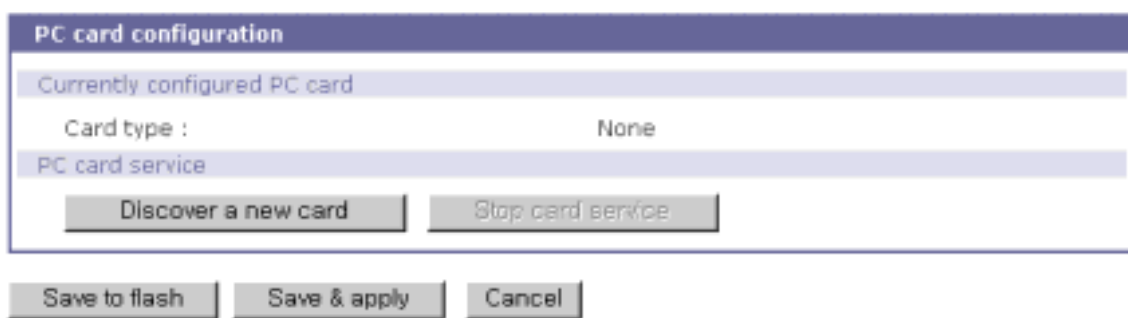 PC card configuration
Currently configured PC card
Card type : None
PC card service
Discover a new card Stop card service
Save to flash Save & apply Cancel